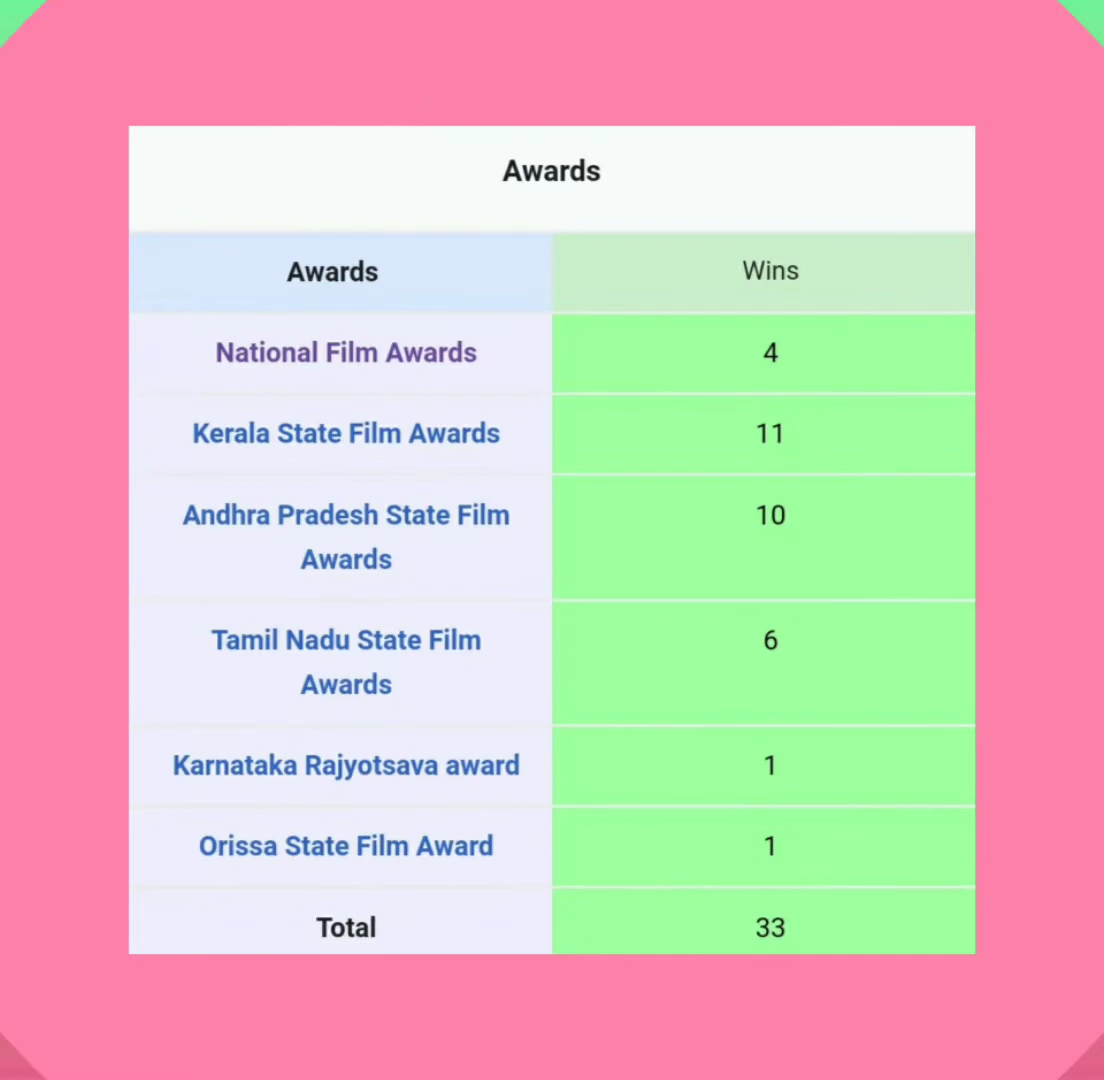 Awards
Awards Wins
National Film Awards 4
Kerala State Film Awards 11
Andhra Pradesh State Film 10
Awards
Tamil Nadu State Film 6
Awards
Karnataka Rajyotsava award 1
Orissa State Film Award 1
Total 33